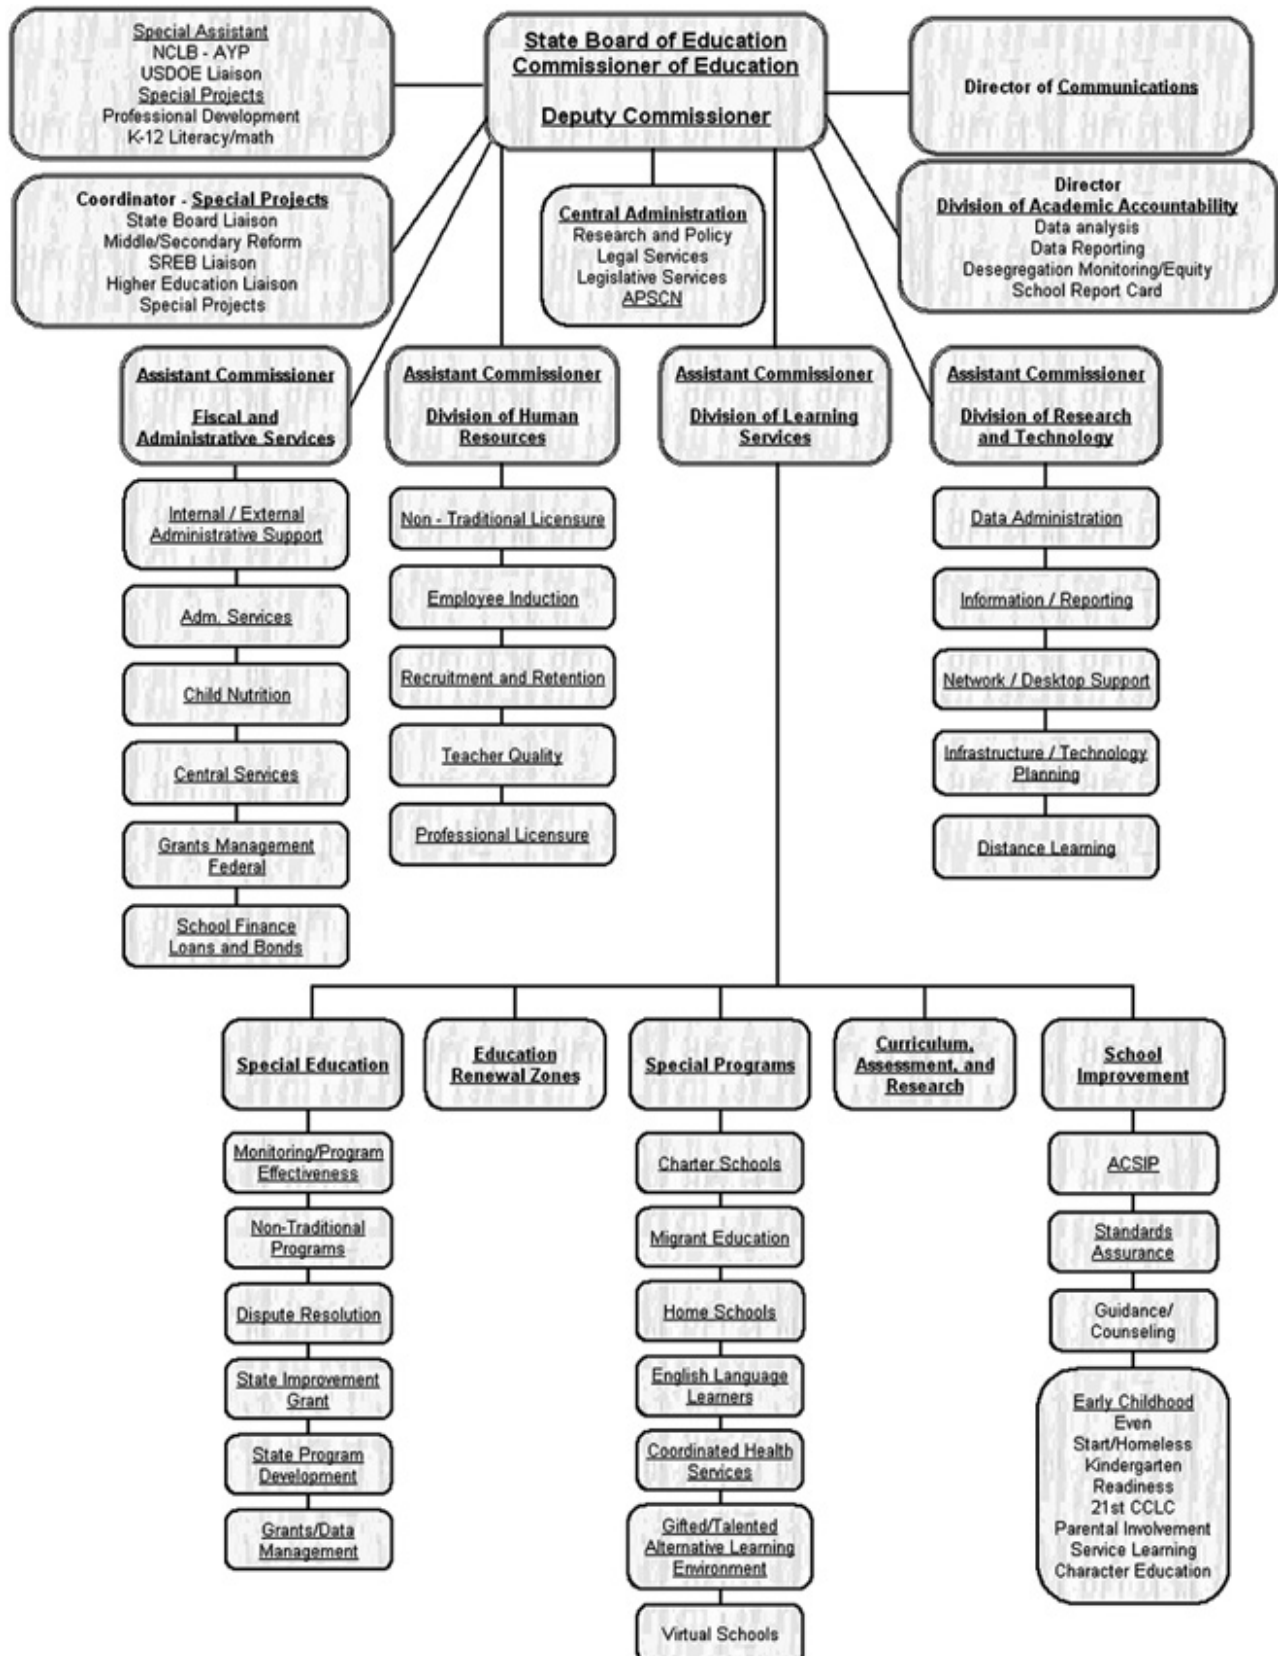 Special Assistant
NCLB - AYP
USDOE Liaison
Special Projects
Professional Development
K-12 Literacy/math
State Board of Education
Commissioner of Education
Deputy Commissioner
Director of Communications
Coordinator - Special Projects
State Board Liaison
Middle/Secondary Reform
SREB Liaison
Higher Education Liaison
Special Projects
Central Administration
Research and Policy
Legal Services
Legislative Services
APSCN
Director
Division of Academic Accountability
Data analysis
Data Reporting
Desegregation Monitoring/Equity
School Report Card
Assistant Commissioner
Fiscal and
Administrative Services
Assistant Commissioner
Division of Human
Resources
Assistant Commissioner
Division of Learning
Services
Assistant Commissioner
Division of Research
and Technology
Internal / External
Administrative Support
Adm. Services
Child Nutrition
Central Services
Grants Management
Federal
School Finance
Loans and Bonds
Non - Traditional Licensure
Employee Induction
Recruitment and Retention
Teacher Quality
Professional Licensure
Data Administration
Information / Reporting
Network / Desktop Support
Infrastructure / Technology
Planning
Distance Learning
Special Education
Education
Renewal Zones
Special Programs
Curriculum,
Assessment, and
Research
School
Improvement
Monitoring/Program
Effectiveness
Non-Traditional
Programs
Dispute Resolution
State Improvement
Grant
State Program
Development
Grants/Data
Management
Charter Schools
Migrant Education
Home Schools
English Language
Learners
Coordinated Health
Services
Gifted/Talented
Alternative Learning
Environment
Virtual Schools
ACSIP
Standards
Assurance
Guidance/
Counseling
Early Childhood
Even
Start/Homeless
Kindergarten
Readiness
21st CCLC
Parental Involvement
Service Learning
Character Education